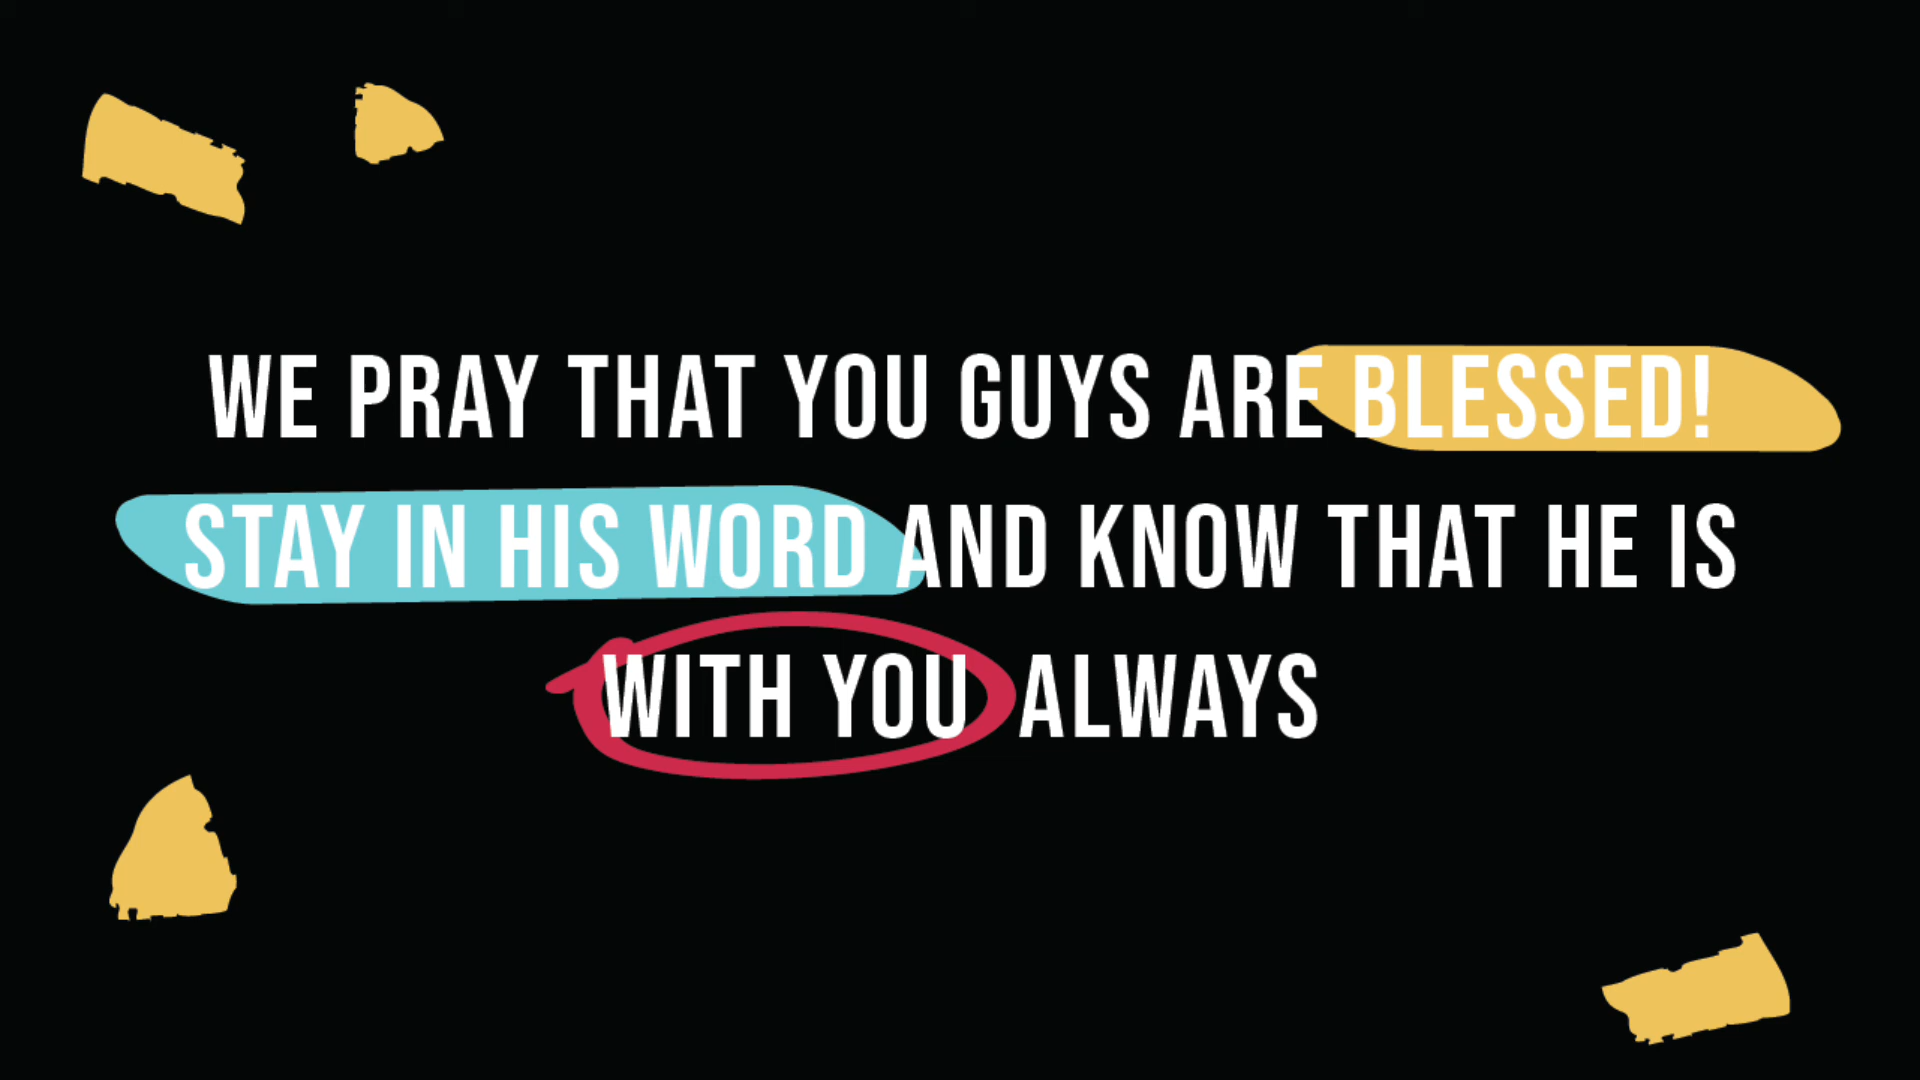 WE PRAY THAT YOU GUYS ARE BLESSED!
STAY IN HIS WORD AND KNOW THAT HE IS
WITH YOU ALWAYS